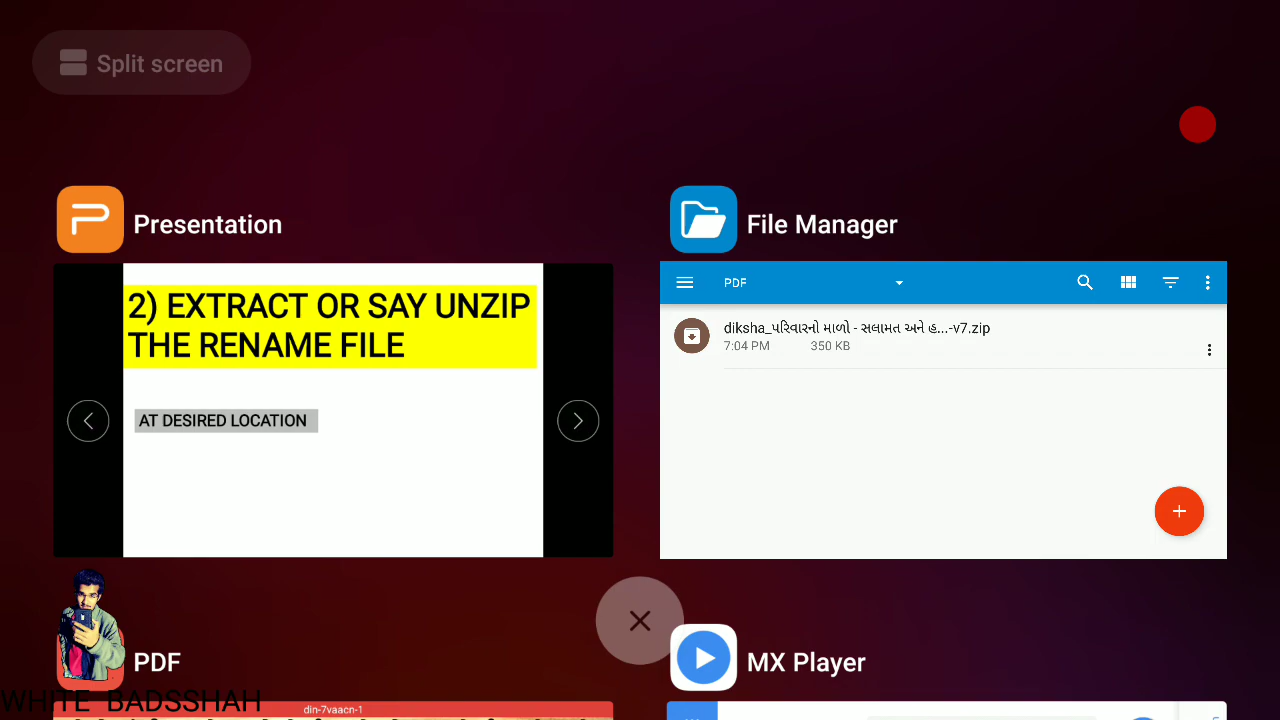 Split screen
Presentation
File Manager
2) EXTRACT OR SAY UNZIP
THE RENAME FILE
AT DESIRED LOCATION
PDF
diksha_પરિવારનો માળો - સલામત અને હ...-v7.zip
7:04 PM 350 KB
PDF
MX Player
WHITE BADSSHAH
din-7vaacn-1